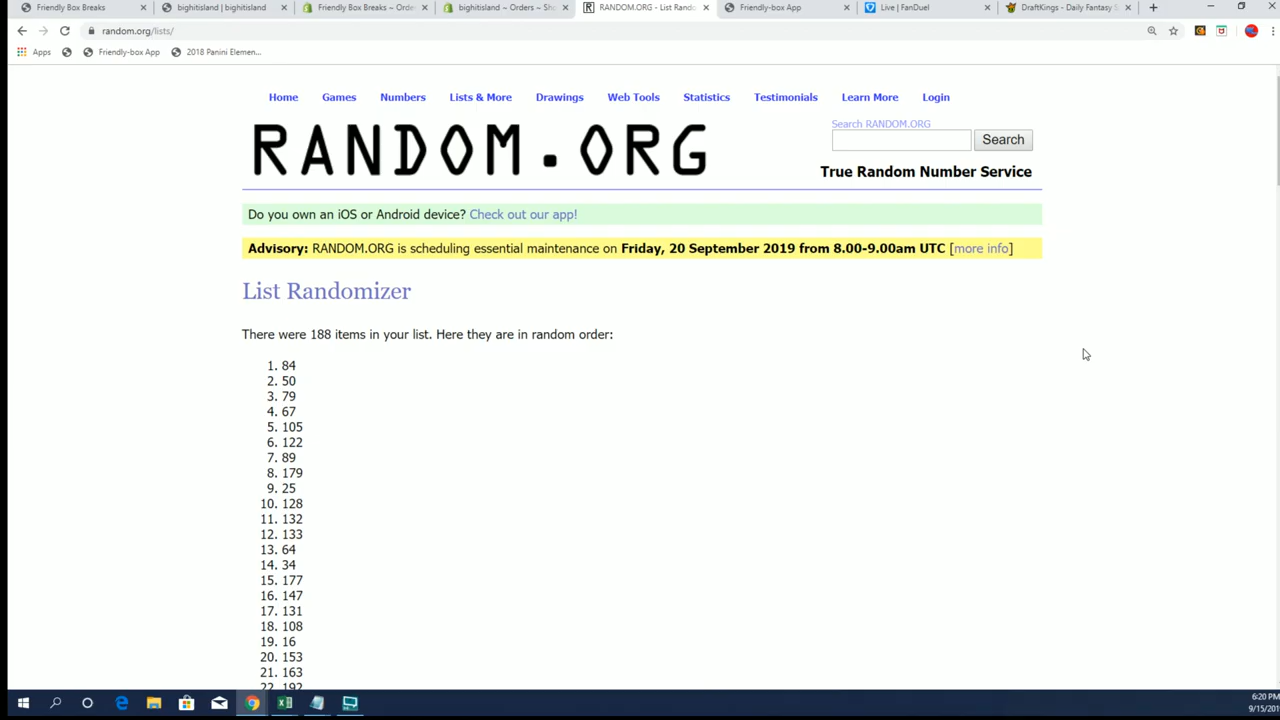 Friendly Box Breaks
bighitisland | bighitisland
Friendly Box Breaks ~ Orde
bighitisland ~ Orders ~ Sho
RANDOM.ORG - List Rando
Friendly-box App
Live | FanDuel
DraftKings - Daily Fantasy S
random.org/lists/
Apps
Friendly-box App
2018 Panini Elemen...
Home Games Numbers Lists & More Drawings Web Tools Statistics Testimonials Learn More Login
Search RANDOM.ORG
RANDOM.ORG
Search
True Random Number Service
Do you own an iOS or Android device? Check out our app!
Advisory: RANDOM.ORG is scheduling essential maintenance on Friday, 20 September 2019 from 8.00-9.00am UTC [more info]
List Randomizer
There were 188 items in your list. Here they are in random order:
1. 84
2. 50
3. 79
4. 67
5. 105
6. 122
7. 89
8. 179
9. 25
10. 128
11. 132
12. 133
13. 64
14. 34
15. 177
16. 147
17. 131
18. 108
19. 16
20. 153
21. 163
22. 192
6:20 PM
9/15/201